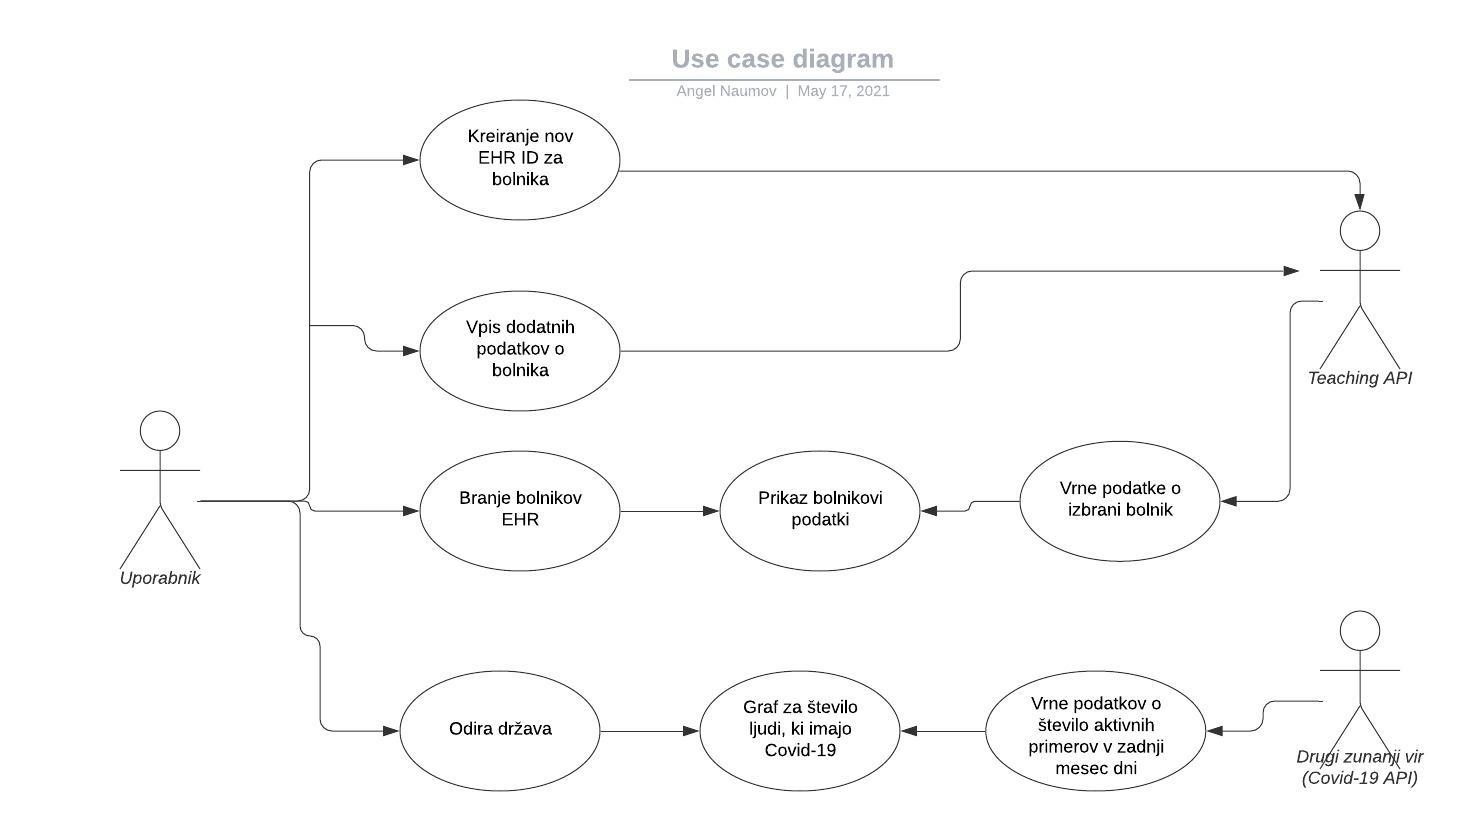 Use case diagram
Angel Naumov | May 17, 2021
Kreiranje nov
EHR ID za
bolnika
Vpis dodatnih
podatkov o
bolnika
Teaching API
Branje bolnikov
EHR
Prikaz bolnikovi
podatki
Vrne podatke o
izbrani bolnik
Uporabnik
Odira država
Graf za število
ljudi, ki imajo
Covid-19
Vrne podatkov o
število aktivnih
primerov v zadnji
mesec dni
Drugi zunanji vir
(Covid-19 API)